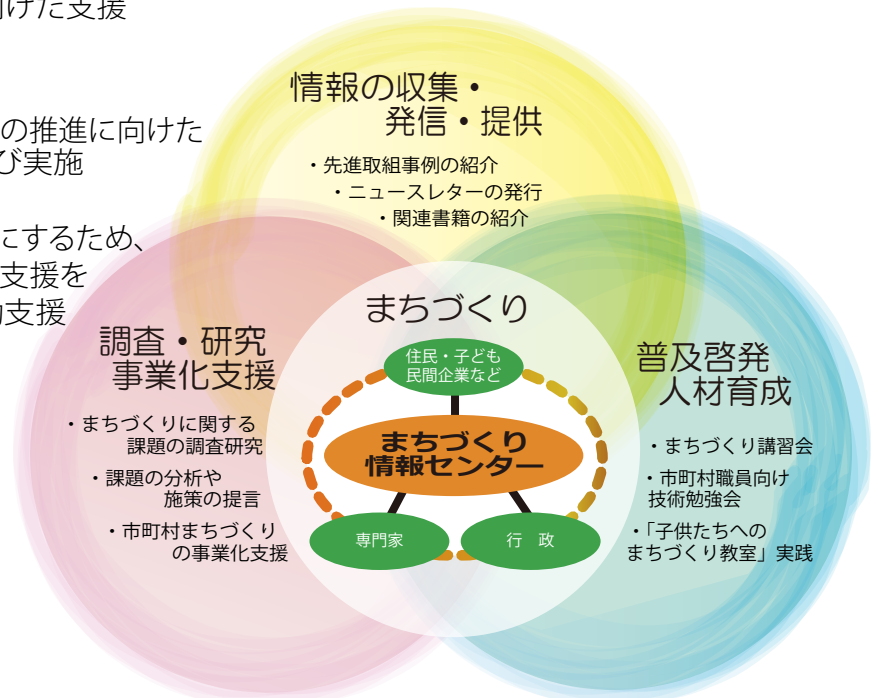 けた支援
の推進に向けた
び実施
にするため、
支援を
支援
情報の収集・
発信・提供
・先進取組事例の紹介
・ニュースレターの発行
・関連書籍の紹介
まちづくり
住民・子ども
民間企業など
まちづくり
情報センター
専門家
行 政
調査・研究
事業化支援
・まちづくりに関する
課題の調査研究
・課題の分析や
施策の提言
・市町村まちづくり
の事業化支援
普及啓発
人材育成
・まちづくり講習会
・市町村職員向け
技術勉強会
・「子供たちへの
まちづくり教室」実践